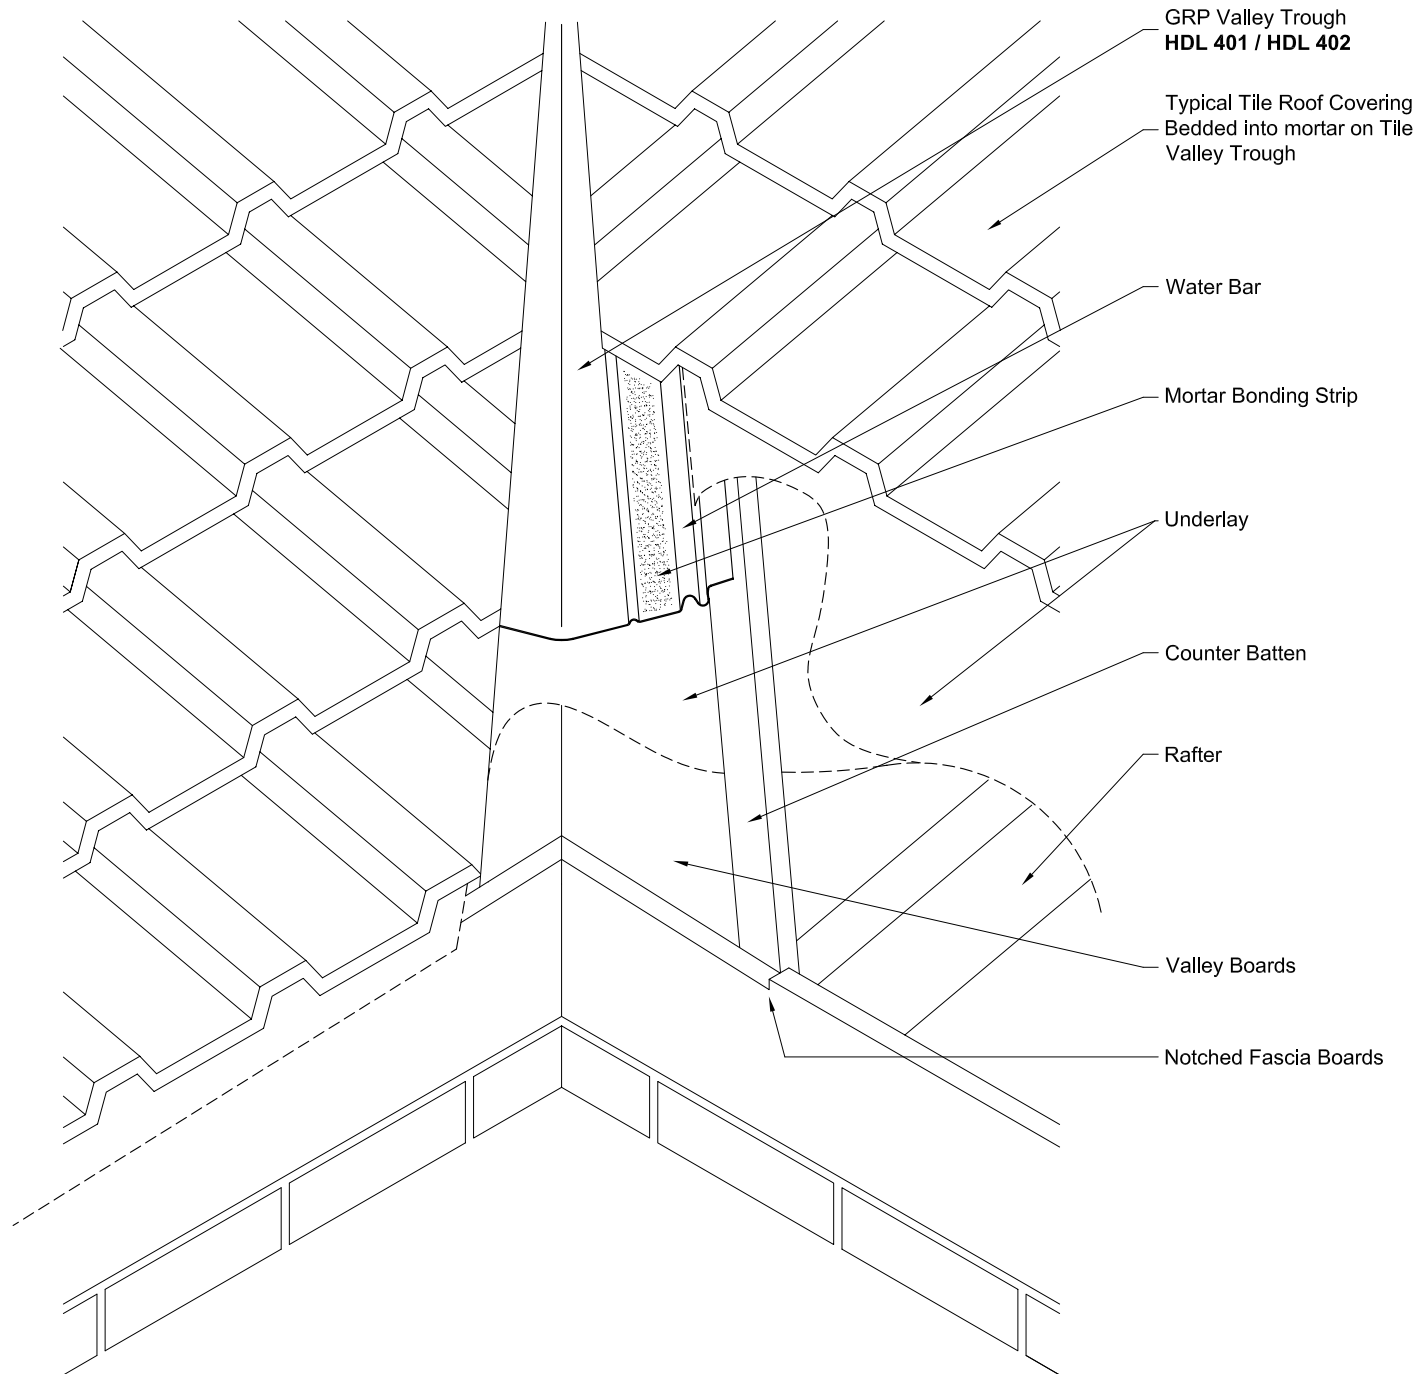 GRP Valley Trough
HDL 401 / HDL 402
Typical Tile Roof Covering
Bedded into mortar on Tile
Valley Trough
Water Bar
Mortar Bonding Strip
Underlay
Counter Batten
Rafter
Valley Boards
Notched Fascia Boards